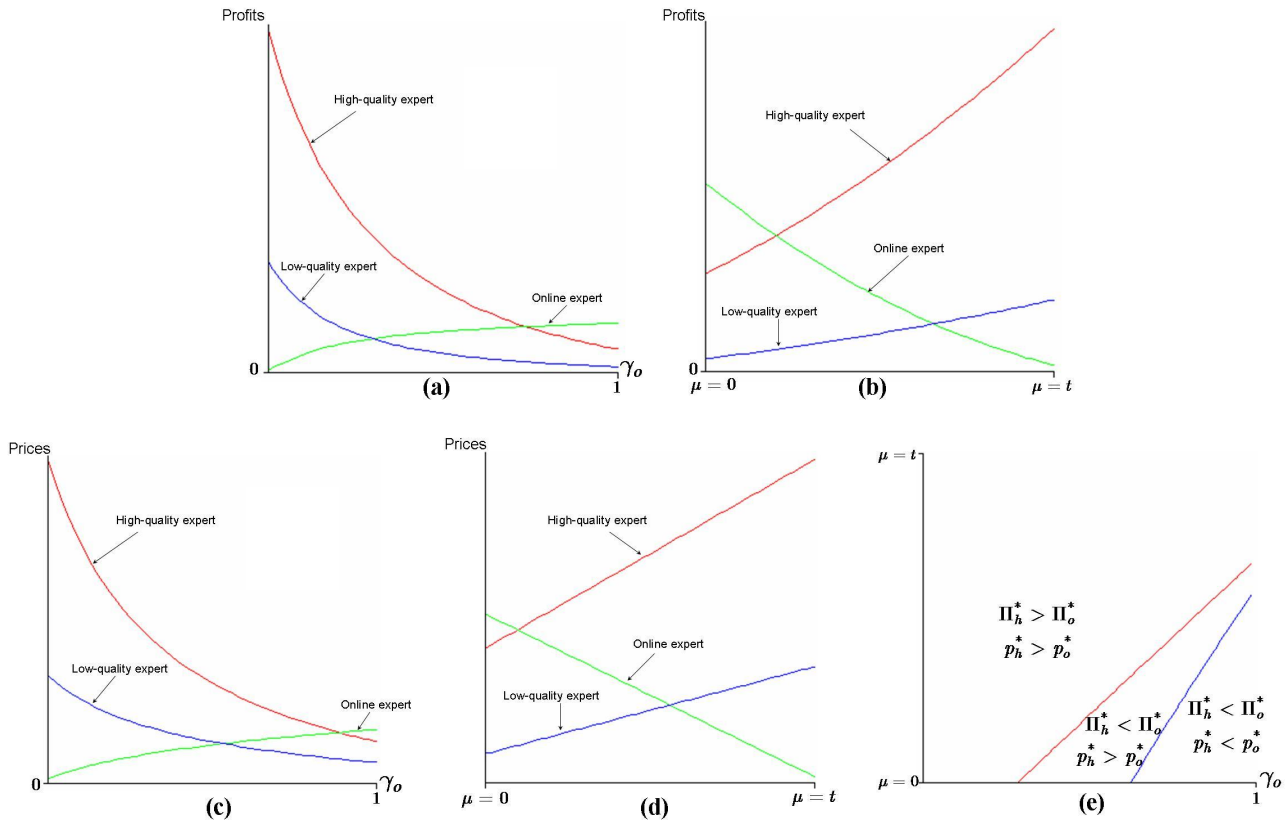 Profits
High-quality expert
Low-quality expert
Online expert
0
γₒ
1
(a)
Profits
High-quality expert
Online expert
Low-quality expert
0
μ = 0
(b)
μ = t
Prices
High-quality expert
Low-quality expert
Online expert
0
γₒ
1
(c)
Prices
High-quality expert
Online expert
Low-quality expert
μ = 0
(d)
μ = t
μ = t
Π*ₕ > Π*ₒ
p*ₕ > p*ₒ
Π*ₕ < Π*ₒ
p*ₕ > p*ₒ
Π*ₕ < Π*ₒ
p*ₕ < p*ₒ
μ = 0
γₒ
1
(e)